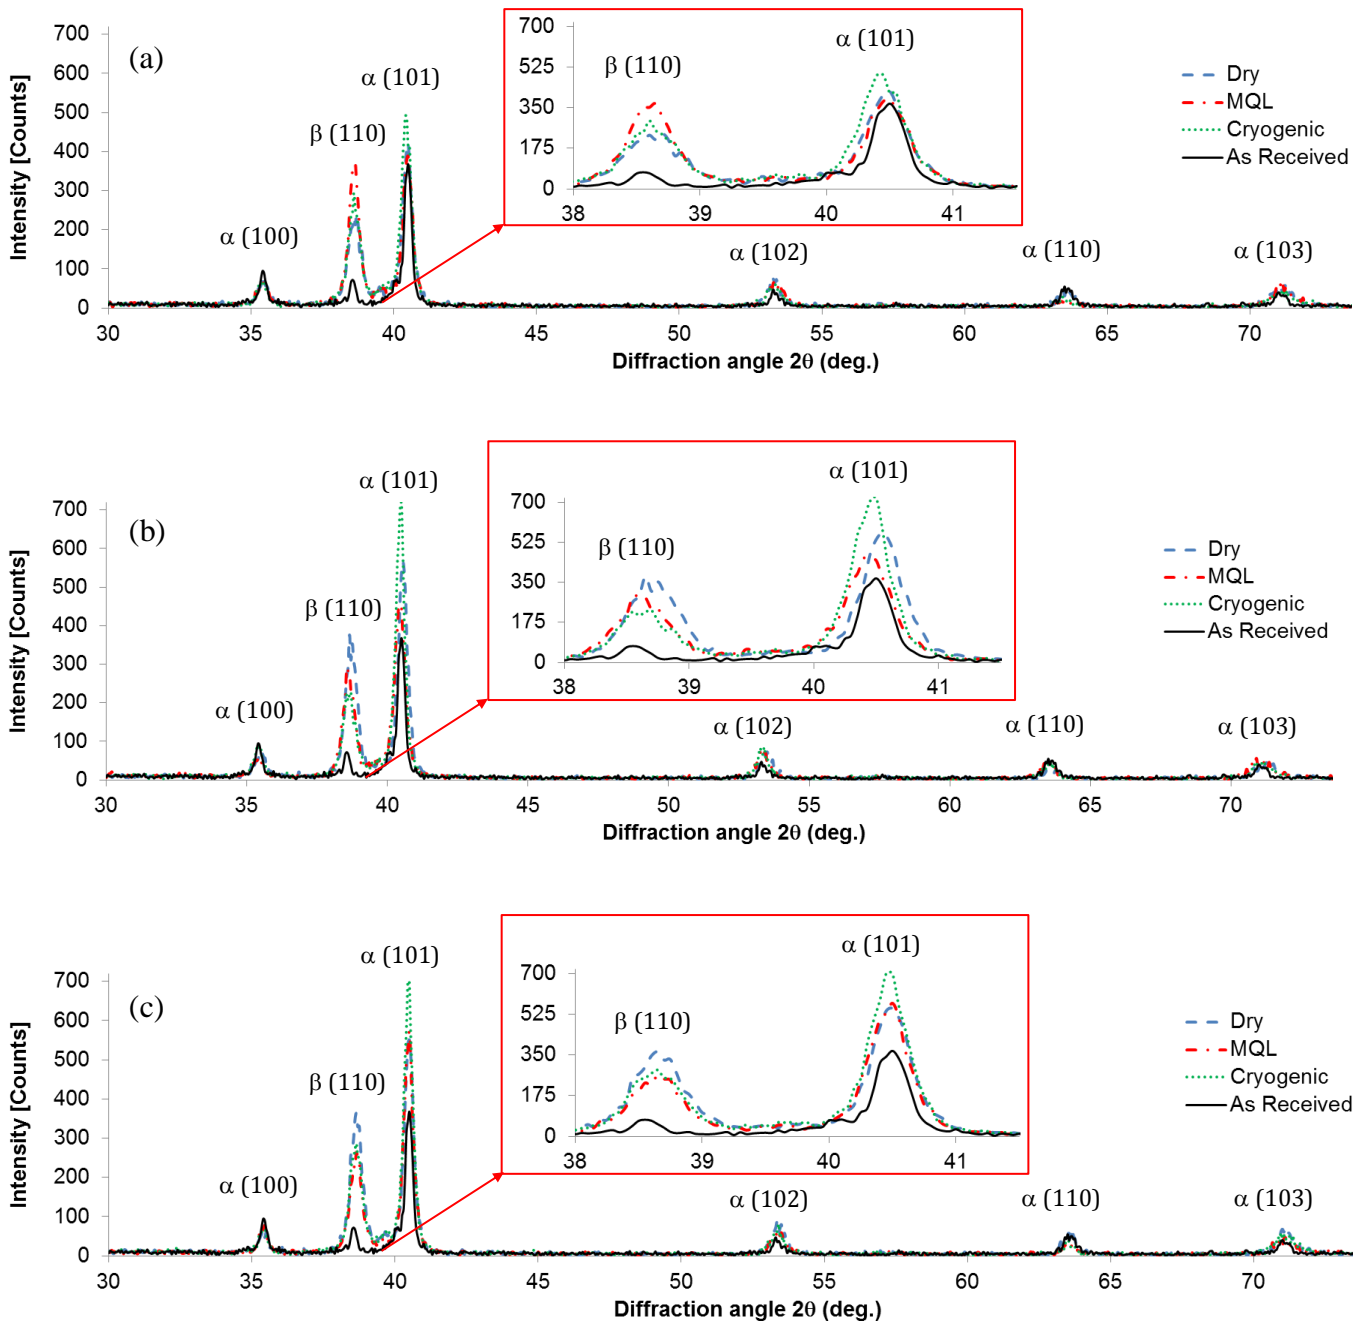 700
600
500
400
300
200
100
0
Intensity [Counts]
(a)
α (100)
β (110)
α (101)
α (102)
α (110)
α (103)
700
525
350
175
0
β (110)
α (101)
38 39 40 41
Dry
MQL
Cryogenic
As Received
30 35 40 45 50 55 60 65 70
Diffraction angle 2θ (deg.)
700
600
500
400
300
200
100
0
Intensity [Counts]
(b)
α (100)
β (110)
α (101)
α (102)
α (110)
α (103)
700
525
350
175
0
β (110)
α (101)
38 39 40 41
Dry
MQL
Cryogenic
As Received
30 35 40 45 50 55 60 65 70
Diffraction angle 2θ (deg.)
700
600
500
400
300
200
100
0
Intensity [Counts]
(c)
α (100)
β (110)
α (101)
α (102)
α (110)
α (103)
700
525
350
175
0
β (110)
α (101)
38 39 40 41
Dry
MQL
Cryogenic
As Received
30 35 40 45 50 55 60 65 70
Diffraction angle 2θ (deg.)